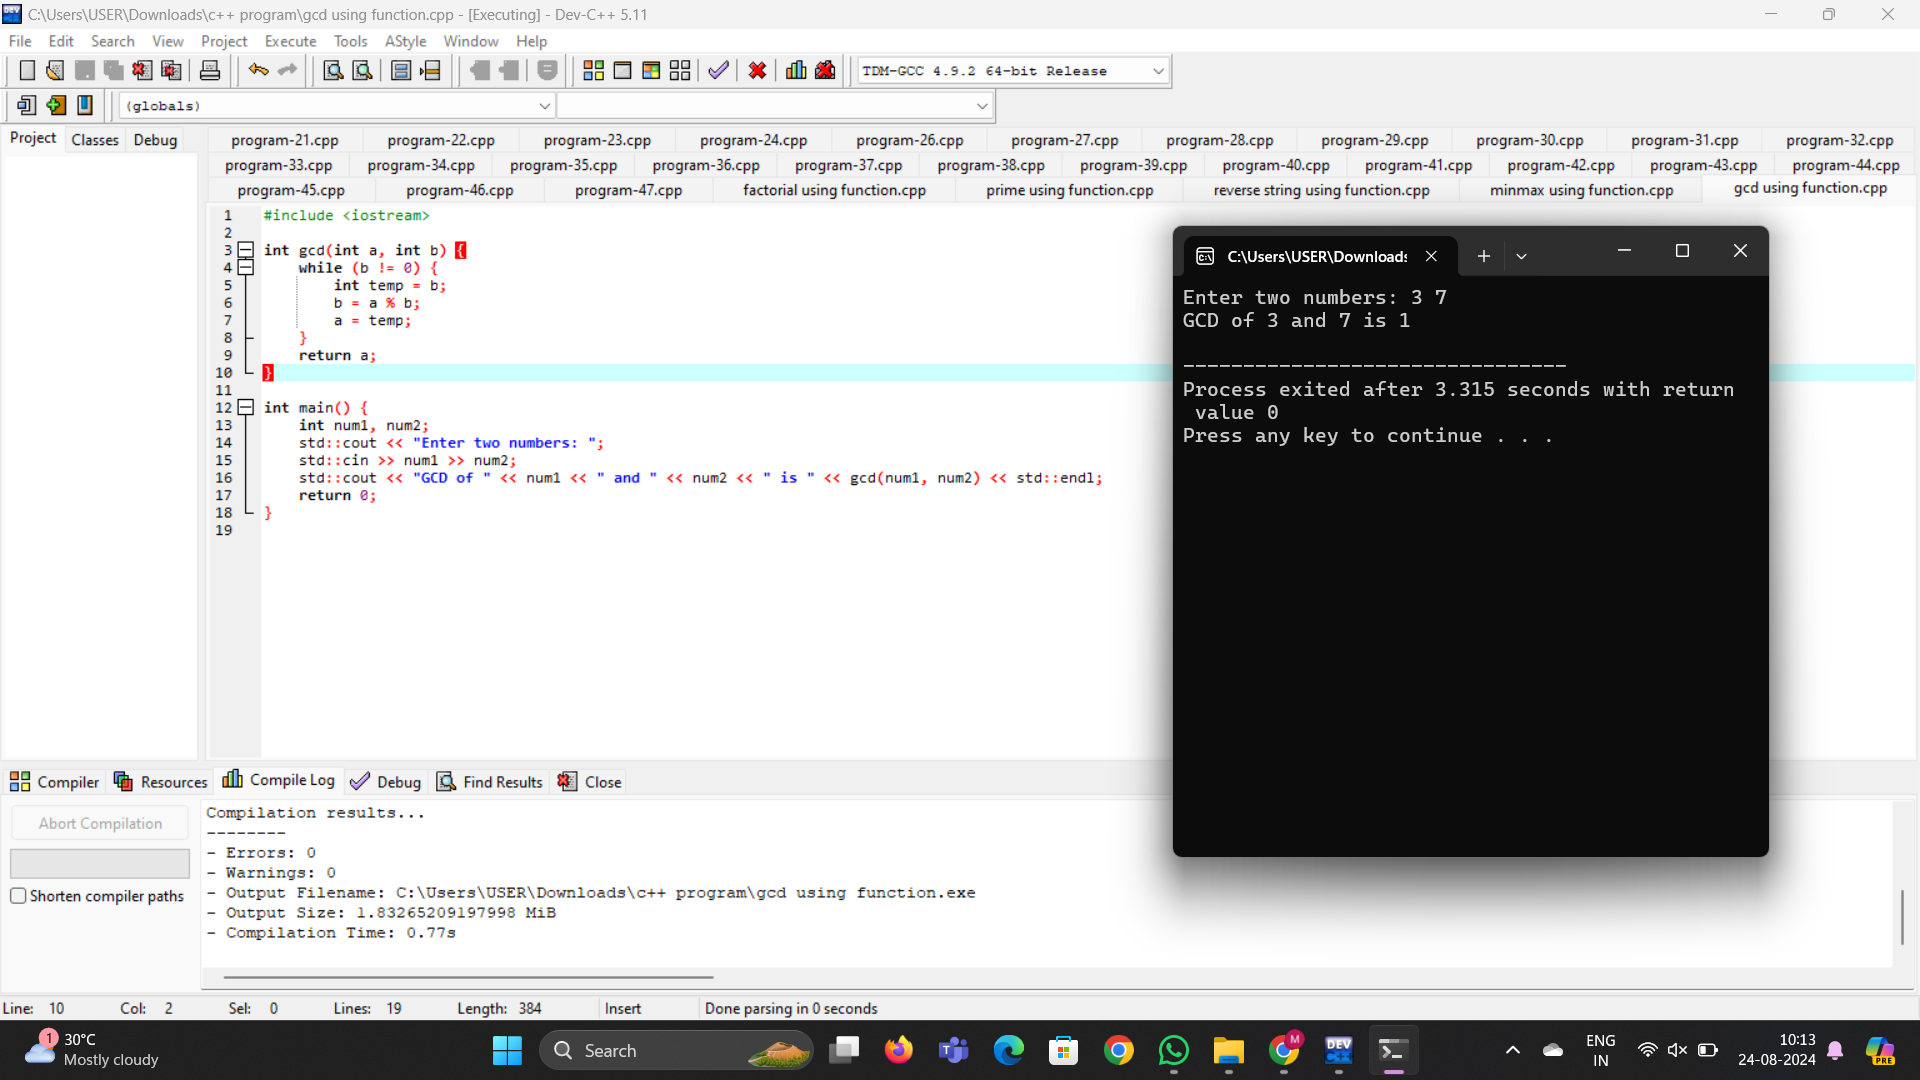 C:\Users\USER\Downloads\c++ program\gcd using function.cpp - [Executing] - Dev-C++ 5.11
File Edit Search View Project Execute Tools AStyle Window Help
TDM-GCC 4.9.2 64-bit Release
(globals)
Project Classes Debug
program-21.cpp program-22.cpp program-23.cpp program-24.cpp program-26.cpp program-27.cpp program-28.cpp program-29.cpp program-30.cpp program-31.cpp program-32.cpp
program-33.cpp program-34.cpp program-35.cpp program-36.cpp program-37.cpp program-38.cpp program-39.cpp program-40.cpp program-41.cpp program-42.cpp program-43.cpp program-44.cpp
program-45.cpp program-46.cpp program-47.cpp factorial using function.cpp prime using function.cpp reverse string using function.cpp minmax using function.cpp gcd using function.cpp
1 #include <iostream>
2
3 int gcd(int a, int b) {
4 while (b != 0) {
5 int temp = b;
6 b = a % b;
7 a = temp;
8 }
9 return a;
10 }
11
12 int main() {
13 int num1, num2;
14 std::cout << "Enter two numbers: ";
15 std::cin >> num1 >> num2;
16 std::cout << "GCD of " << num1 << " and " << num2 << " is " << gcd(num1, num2) << std::endl;
17 return 0;
18 }
19
C:\Users\USER\Downloads
Enter two numbers: 3 7
GCD of 3 and 7 is 1
--------------------------------
Process exited after 3.315 seconds with return
value 0
Press any key to continue . . .
Compiler Resources Compile Log Debug Find Results Close
Abort Compilation
Shorten compiler paths
Compilation results...
--------
- Errors: 0
- Warnings: 0
- Output Filename: C:\Users\USER\Downloads\c++ program\gcd using function.exe
- Output Size: 1.83265209197998 MiB
- Compilation Time: 0.77s
Line: 10 Col: 2 Sel: 0 Lines: 19 Length: 384 Insert Done parsing in 0 seconds
1
30°C
Mostly cloudy
Search
DEV
M
PRE
ENG
IN
10:13
24-08-2024